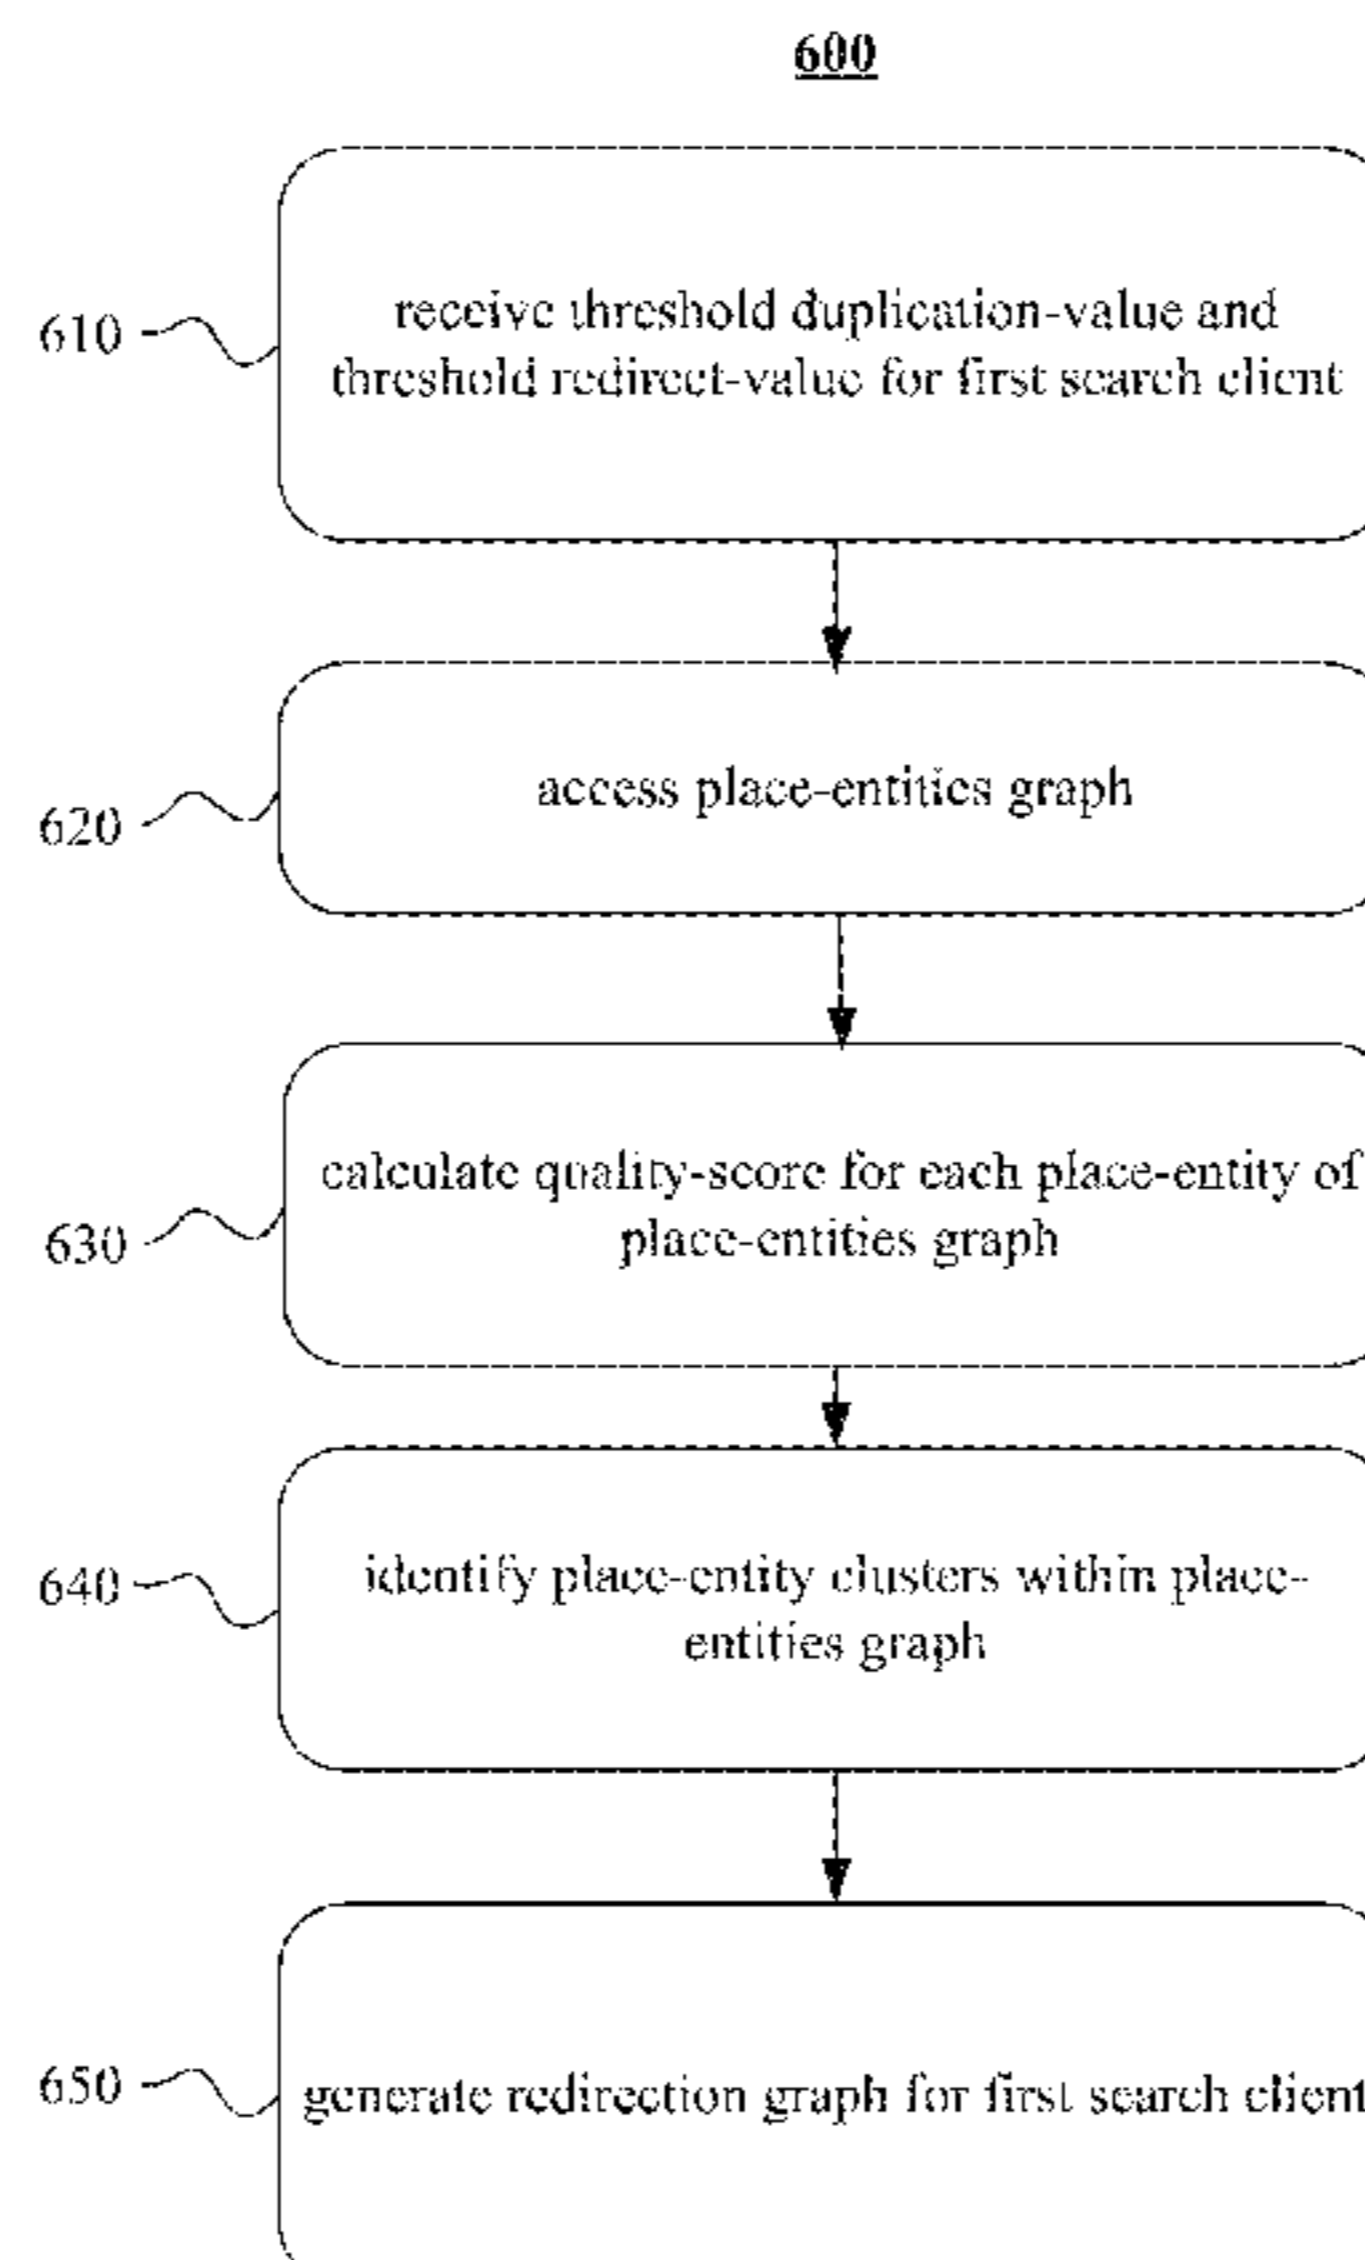 600
610
receive threshold duplication-value and
threshold redirect-value for first search client
620
access place-entities graph
630
calculate quality-score for each place-entity of
place-entities graph
640
identify place-entity clusters within place-
entities graph
650
generate redirection graph for first search client